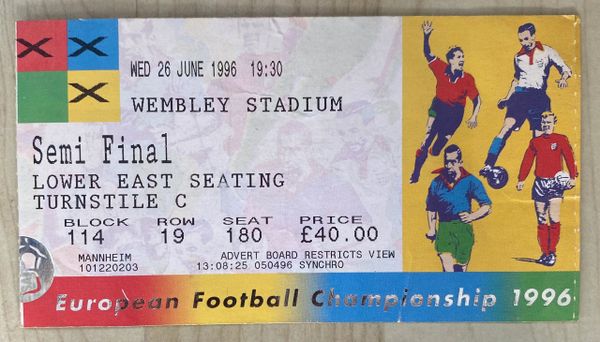 WED 26 JUNE 1996 19:30
WEMBLEY STADIUM
Semi Final
LOWER EAST SEATING
TURNSTILE C
BLOCK ROW SEAT PRICE
114 19 180 £40.00
MANNHEIM ADVERT BOARD RESTRICTS VIEW
101220203 13:08:25 050496 SYNCHRO
European Football Championship 1996